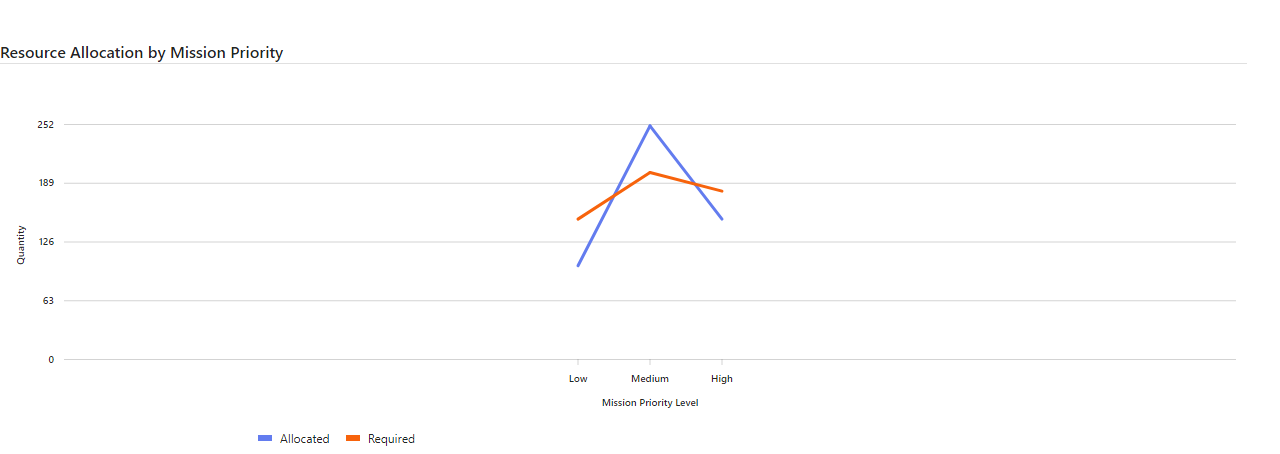 Resource Allocation by Mission Priority
252
189
126
63
0
Quantity
Low Medium High
Mission Priority Level
Allocated Required